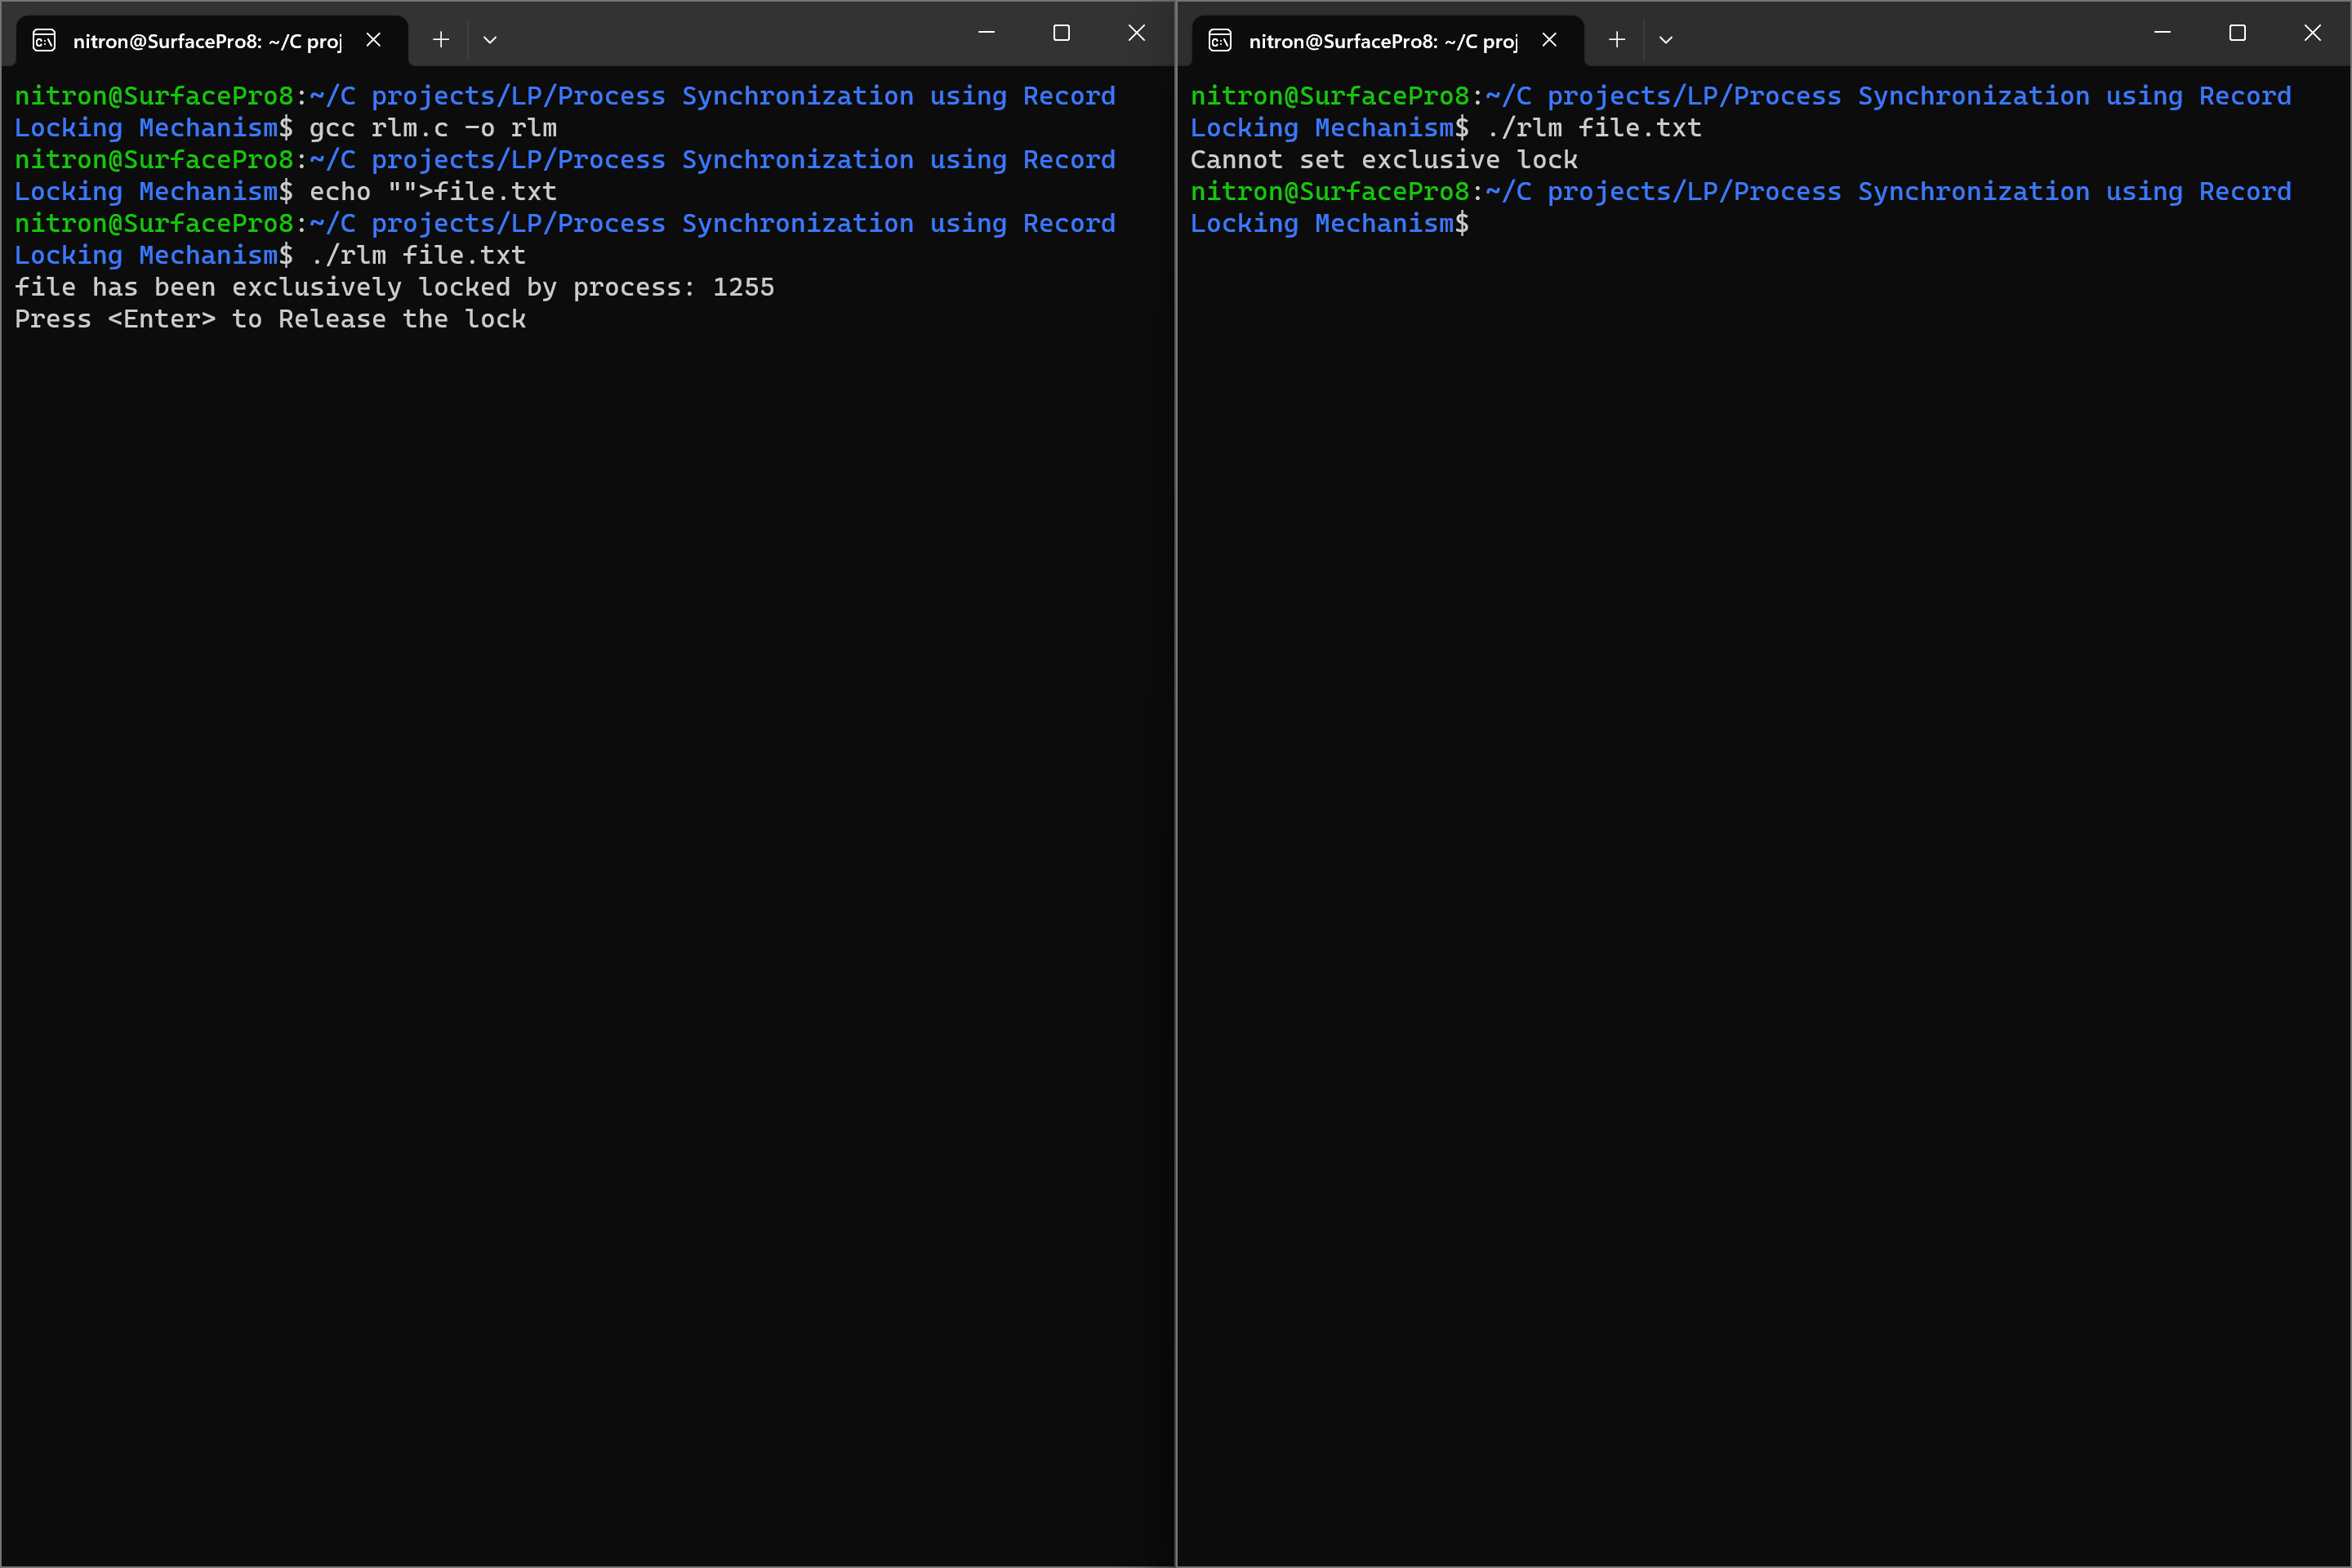 nitron@SurfacePro8: ~/C proj
nitron@SurfacePro8:~/C projects/LP/Process Synchronization using Record
Locking Mechanism$ gcc rlm.c -o rlm
nitron@SurfacePro8:~/C projects/LP/Process Synchronization using Record
Locking Mechanism$ echo "">file.txt
nitron@SurfacePro8:~/C projects/LP/Process Synchronization using Record
Locking Mechanism$ ./rlm file.txt
file has been exclusively locked by process: 1255
Press <Enter> to Release the lock
nitron@SurfacePro8: ~/C proj
nitron@SurfacePro8:~/C projects/LP/Process Synchronization using Record
Locking Mechanism$ ./rlm file.txt
Cannot set exclusive lock
nitron@SurfacePro8:~/C projects/LP/Process Synchronization using Record
Locking Mechanism$